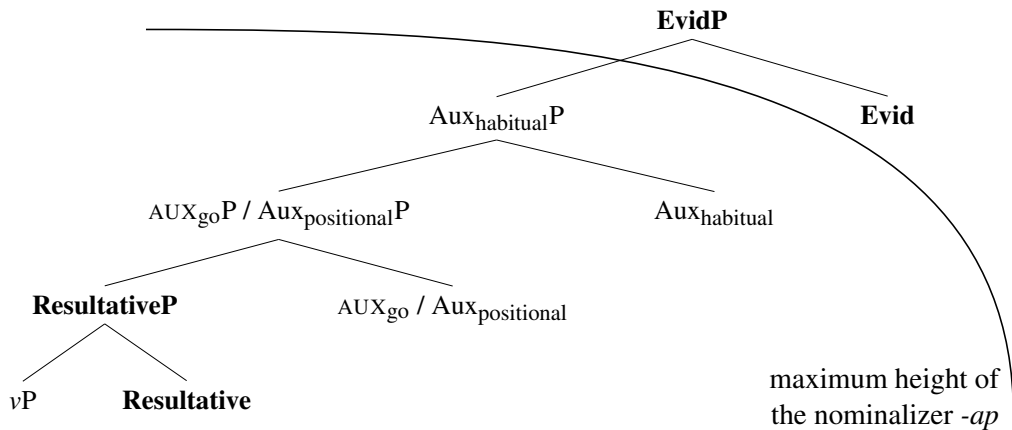 EvidP
Aux_habitualP Evid
AUX_goP / Aux_positionalP Aux_habitual
ResultativeP AUX_go / Aux_positional
vP Resultative
maximum height of
the nominalizer -ap